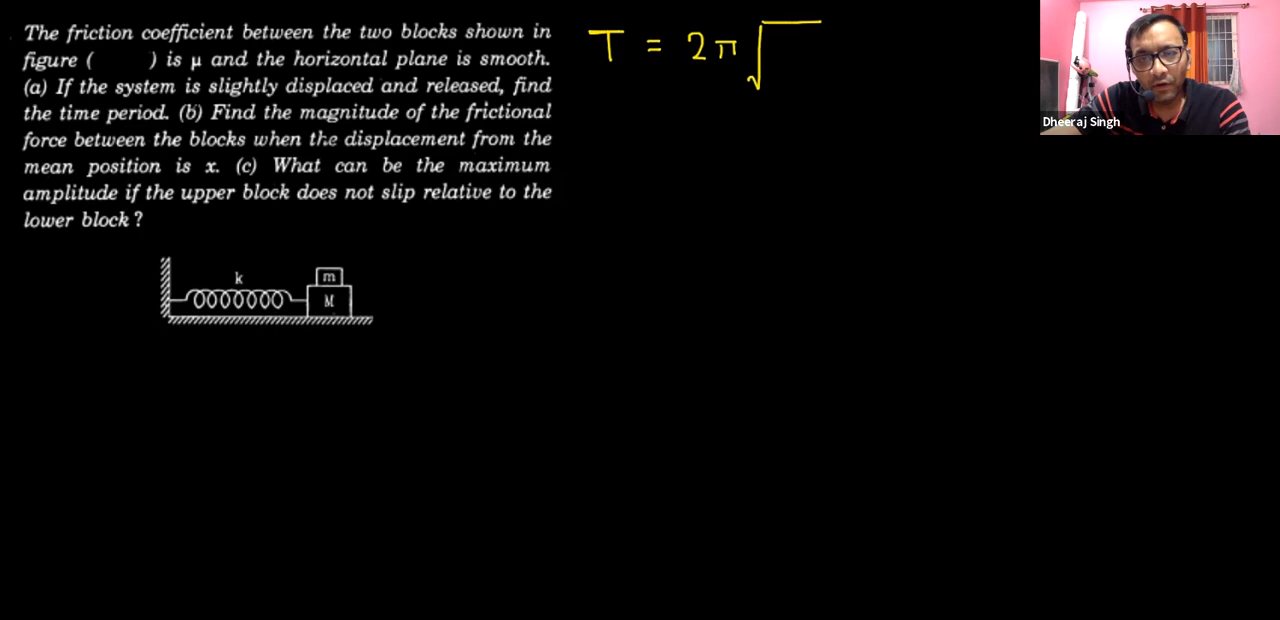 The friction coefficient between the two blocks shown in
figure ( ) is μ and the horizontal plane is smooth.
(a) If the system is slightly displaced and released, find
the time period. (b) Find the magnitude of the frictional
force between the blocks when the displacement from the
mean position is x. (c) What can be the maximum
amplitude if the upper block does not slip relative to the
lower block ?
T = 2π√
Dheeraj Singh
k
m
M